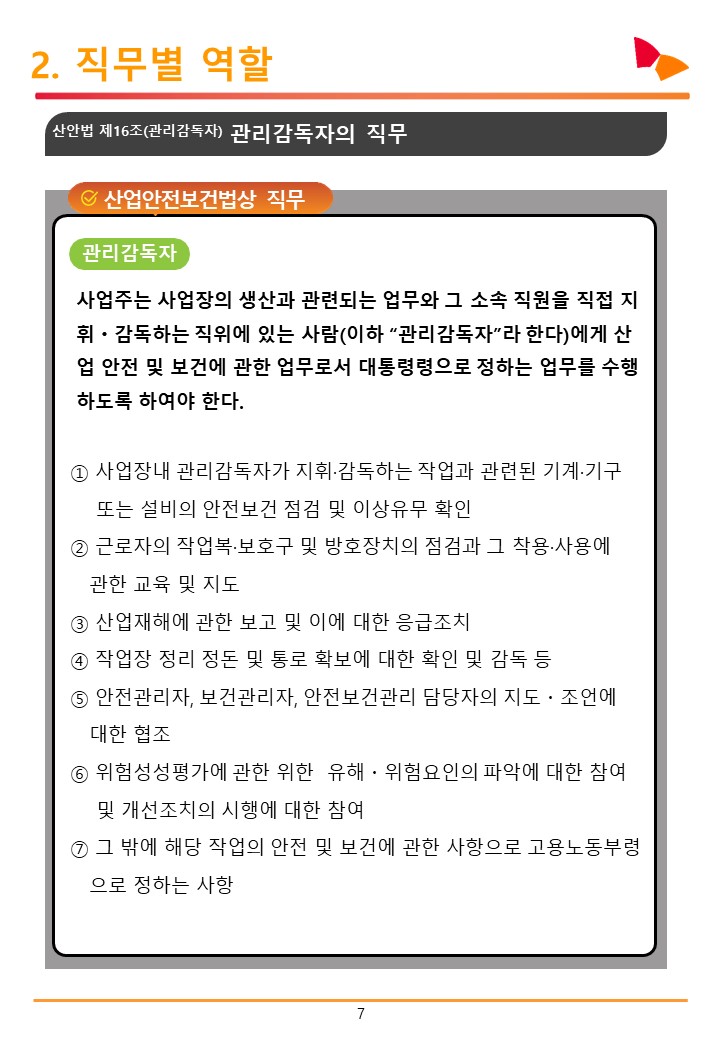 2. 직무별 역할
산안법 제16조(관리감독자) 관리감독자의 직무
산업안전보건법상 직무
관리감독자
사업주는 사업장의 생산과 관련되는 업무와 그 소속 직원을 직접 지
휘・감독하는 직위에 있는 사람(이하 “관리감독자”라 한다)에게 산
업 안전 및 보건에 관한 업무로서 대통령령으로 정하는 업무를 수행
하도록 하여야 한다.
① 사업장내 관리감독자가 지휘·감독하는 작업과 관련된 기계·기구
또는 설비의 안전보건 점검 및 이상유무 확인
② 근로자의 작업복·보호구 및 방호장치의 점검과 그 착용·사용에
관한 교육 및 지도
③ 산업재해에 관한 보고 및 이에 대한 응급조치
④ 작업장 정리 정돈 및 통로 확보에 대한 확인 및 감독 등
⑤ 안전관리자, 보건관리자, 안전보건관리 담당자의 지도・조언에
대한 협조
⑥ 위험성성평가에 관한 위한 유해・위험요인의 파악에 대한 참여
및 개선조치의 시행에 대한 참여
⑦ 그 밖에 해당 작업의 안전 및 보건에 관한 사항으로 고용노동부령
으로 정하는 사항
7